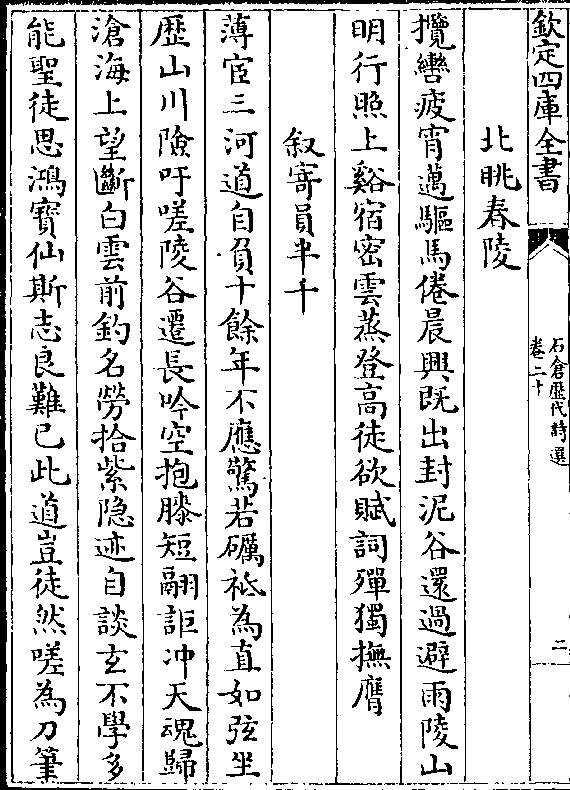 欽定四庫全書
石倉歷代詩選
卷二十
二
北眺春陵
攬轡疲宵邁驅馬倦晨興既出封泥谷還過避雨陵山
明行照上谿宿密雲蒸登高徒欲賦詞殫獨撫膺
叙寄員半千
薄宦三河道自負十餘年不應驚若礪祗為直如弦坐
歴山川險吁嗟陵谷遷長吟空抱膝短翮詎冲天魂歸
滄海上望斷白雲前釣名勞拾紫隐迹自談玄不學多
能聖徒思鴻寶仙斯志良難已此道豈徒然嗟為刀筆